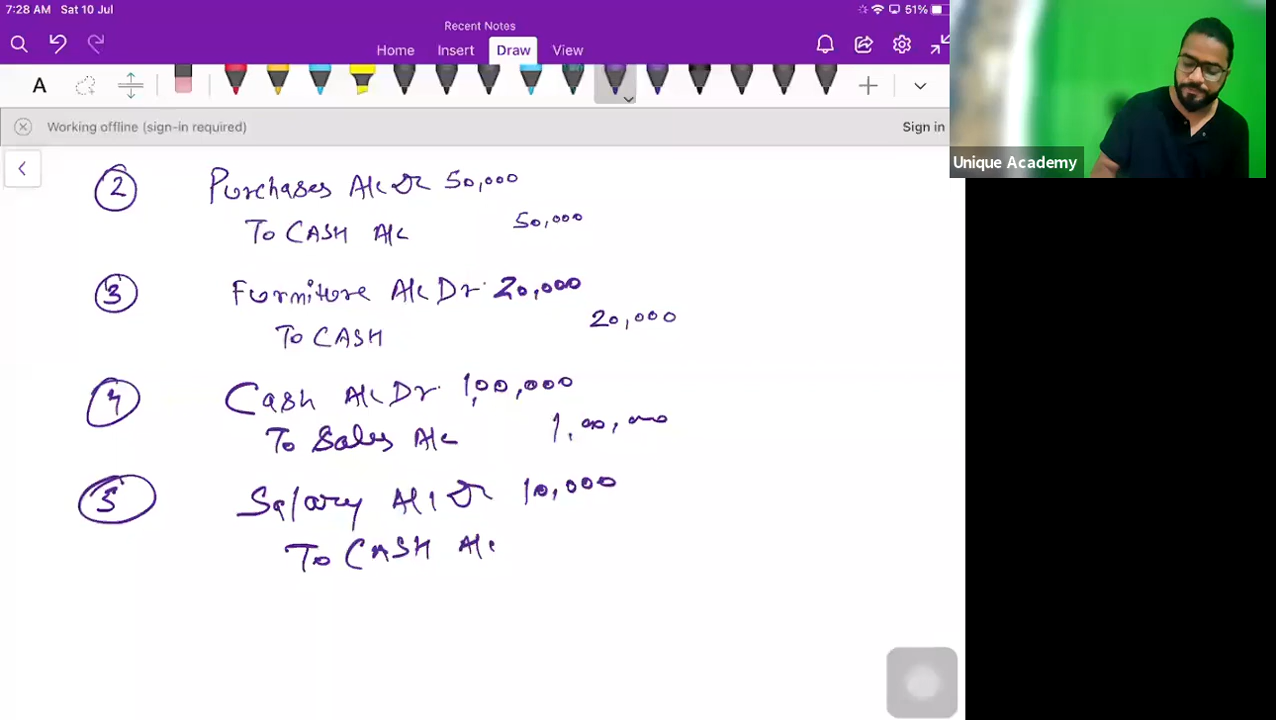 7:28 AM Sat 10 Jul
51%
Recent Notes
Home Insert Draw View
A
Working offline (sign-in required)
Sign in
Unique Academy
2 Purchases A/c Dr 50,000
To CASH A/c 50,000
3 Furniture A/c Dr. 20,000
To CASH 20,000
4 Cash A/c Dr. 1,00,000
To Sales A/c 1,00,000
5 Salary A/c Dr 10,000
To CASH A/c